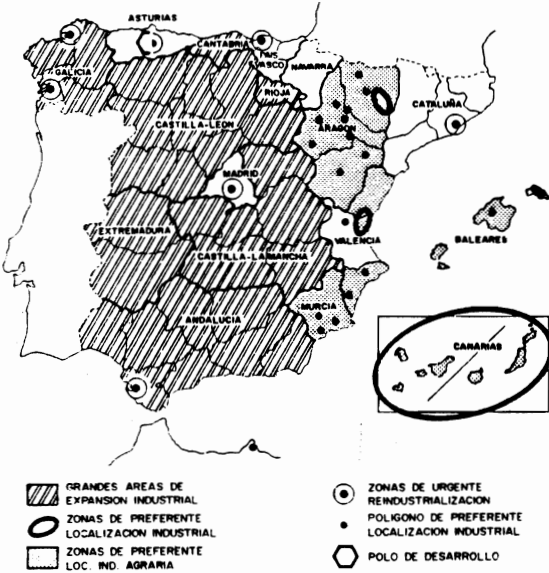 ASTURIAS
CANTABRIA
PAIS
VASCO
NAVARRA
GALICIA
RIOJA
CATALUÑA
CASTILLA-LEON
ARAGON
MADRID
EXTREMADURA
VALENCIA
BALEARES
CASTILLA-LA MANCHA
MURCIA
ANDALUCIA
CANARIAS
GRANDES AREAS DE
EXPANSION INDUSTRIAL
ZONAS DE PREFERENTE
LOCALIZACION INDUSTRIAL
ZONAS DE PREFERENTE
LOC. IND. AGRARIA
ZONAS DE URGENTE
REINDUSTRIALIZACION
POLIGONO DE PREFERENTE
LOCALIZACION INDUSTRIAL
POLO DE DESARROLLO